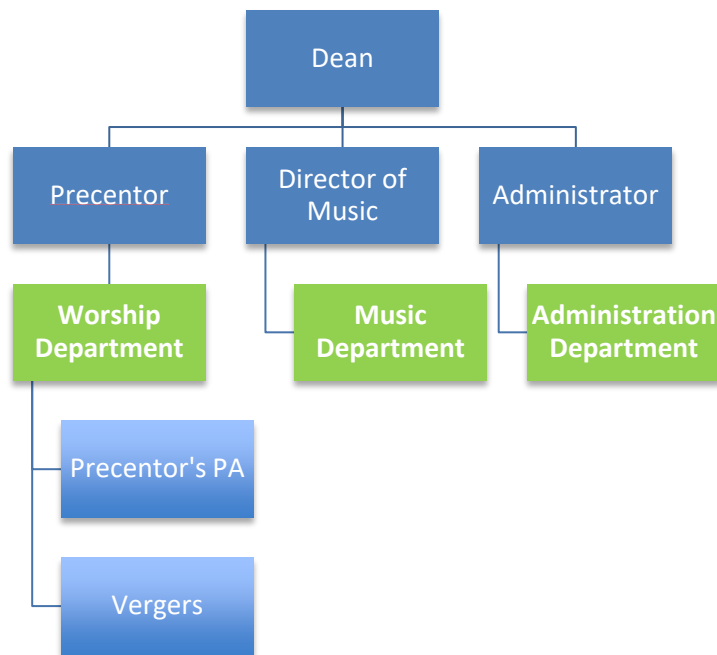 Dean
Precentor
Director of
Music
Administrator
Worship
Department
Music
Department
Administration
Department
Precentor's PA
Vergers